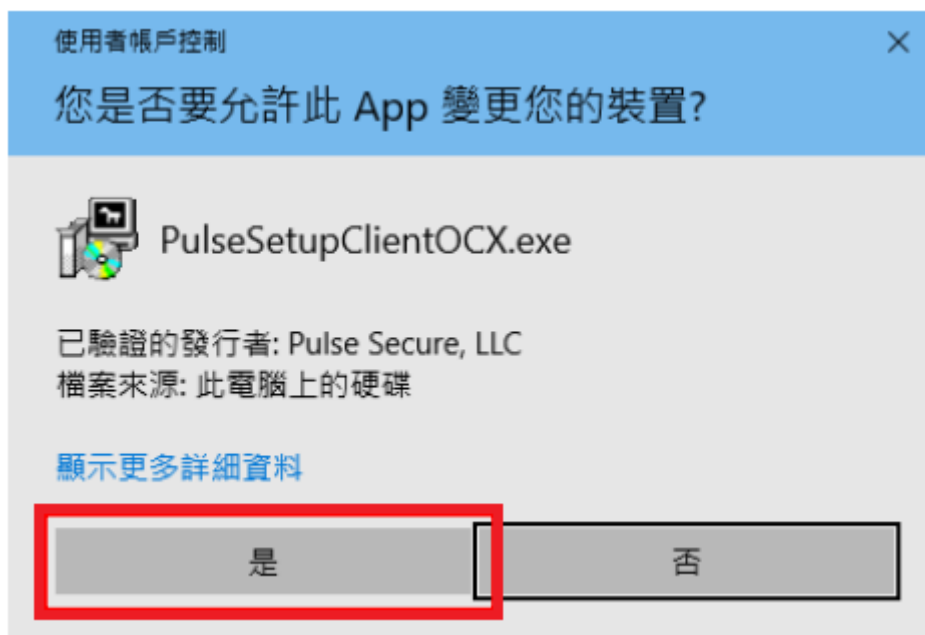 使用者帳戶控制
您是否要允許此 App 變更您的裝置?
PulseSetupClientOCX.exe
已驗證的發行者: Pulse Secure, LLC
檔案來源: 此電腦上的硬碟
顯示更多詳細資料
是
否